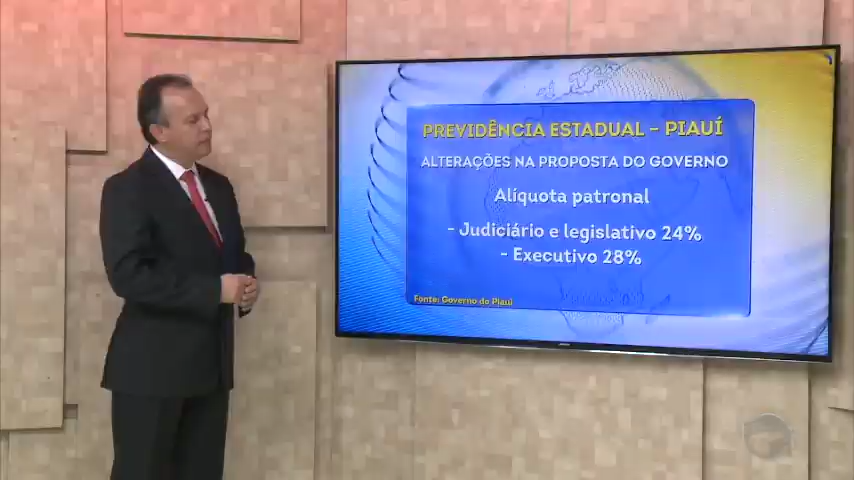 PREVIDÊNCIA ESTADUAL – PIAUÍ
ALTERAÇÕES NA PROPOSTA DO GOVERNO
Alíquota patronal
- Judiciário e legislativo 24%
- Executivo 28%
Fonte: Governo do Piauí